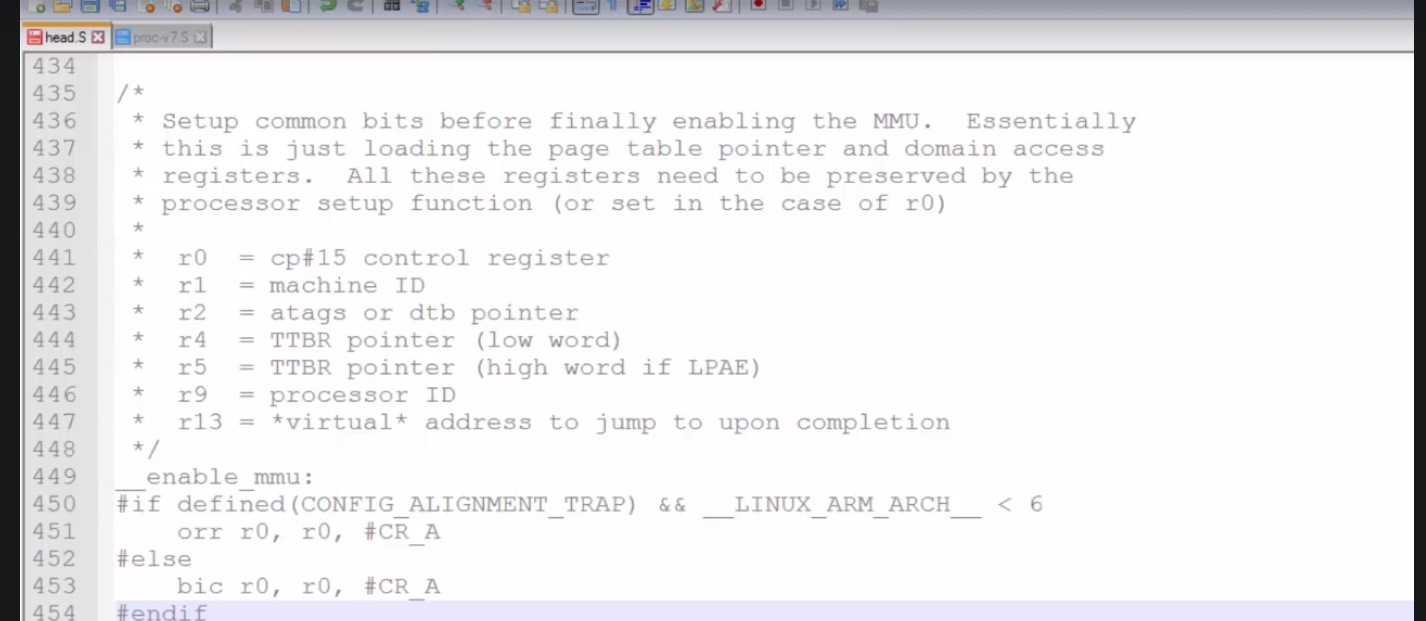 head.S
proc-v7.S
434
435 /*
436  * Setup common bits before finally enabling the MMU.  Essentially
437  * this is just loading the page table pointer and domain access
438  * registers.  All these registers need to be preserved by the
439  * processor setup function (or set in the case of r0)
440  *
441  *  r0  = cp#15 control register
442  *  r1  = machine ID
443  *  r2  = atags or dtb pointer
444  *  r4  = TTBR pointer (low word)
445  *  r5  = TTBR pointer (high word if LPAE)
446  *  r9  = processor ID
447  *  r13 = *virtual* address to jump to upon completion
448  */
449 __enable_mmu:
450 #if defined(CONFIG_ALIGNMENT_TRAP) && __LINUX_ARM_ARCH__ < 6
451     orr r0, r0, #CR_A
452 #else
453     bic r0, r0, #CR_A
454 #endif